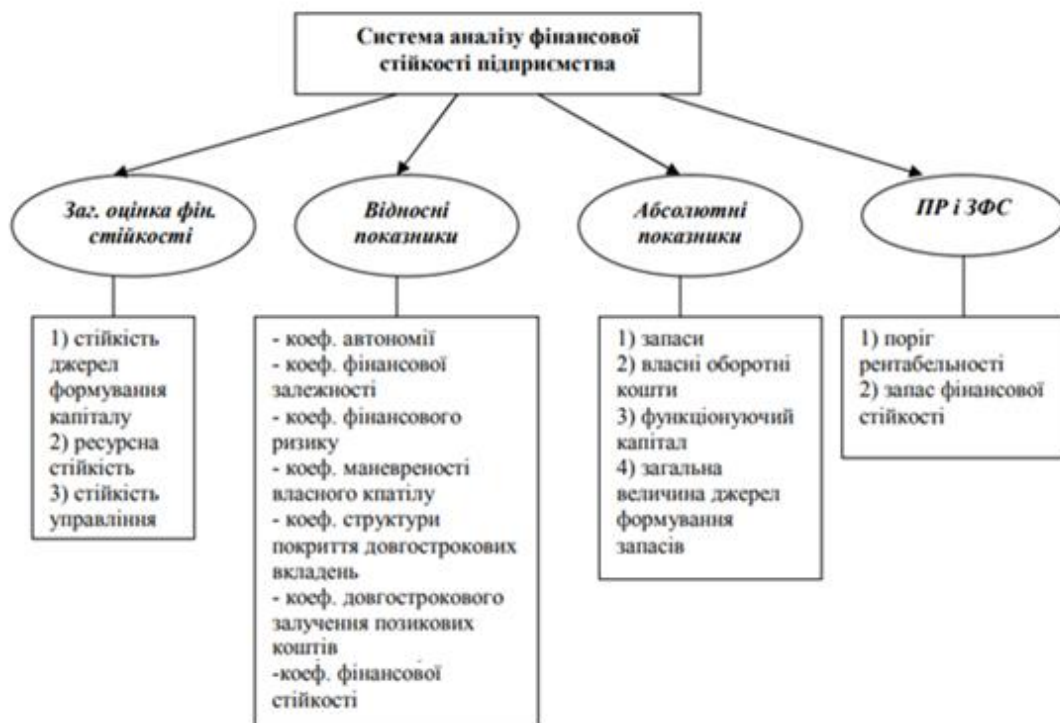 Система аналізу фінансової
стійкості підприємства
Заг. оцінка фін.
стійкості
Відносні
показники
Абсолютні
показники
ПР і ЗФС
1) стійкість
джерел
формування
капіталу
2) ресурсна
стійкість
3) стійкість
управління
- коеф. автономії
- коеф. фінансової
залежності
- коеф. фінансового
ризику
- коеф. маневреності
власного кпатілу
- коеф. структури
покриття довгострокових
вкладень
- коеф. довгострокового
залучення позикових
коштів
-коеф. фінансової
стійкості
1) запаси
2) власні оборотні
кошти
3) функціонуючий
капітал
4) загальна
величина джерел
формування
запасів
1) поріг
рентабельності
2) запас фінансової
стійкості